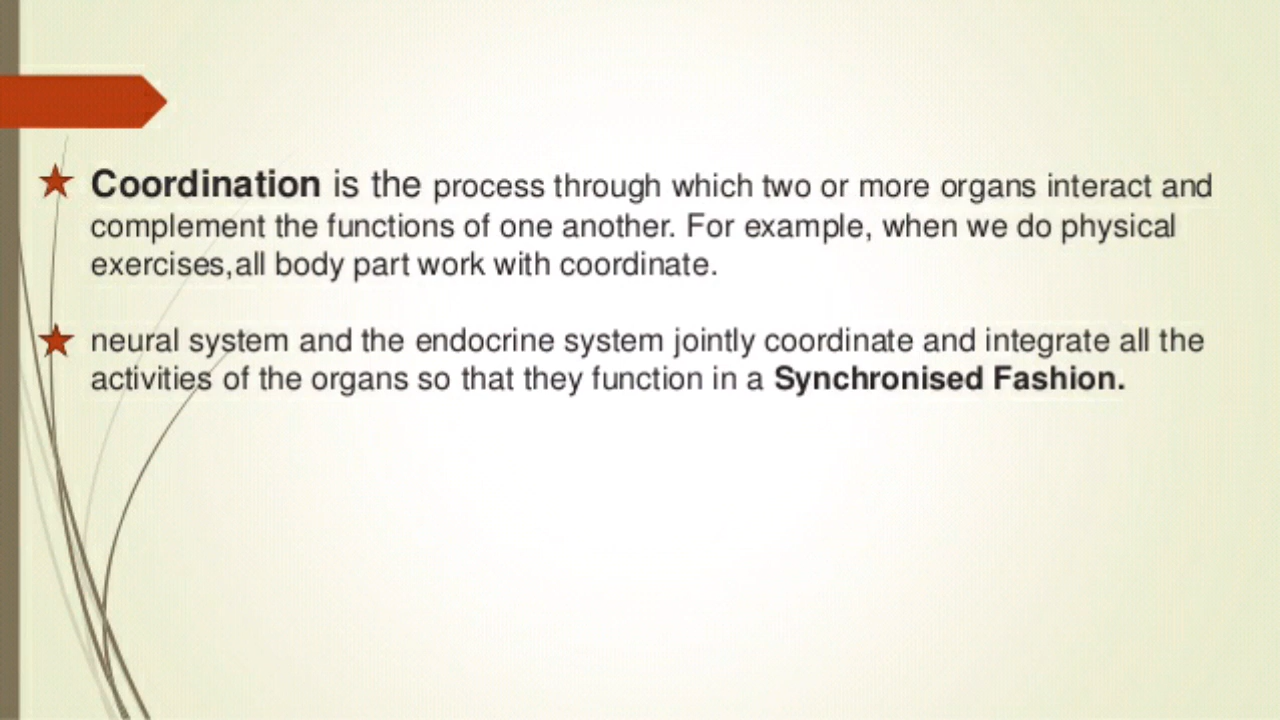 Coordination is the process through which two or more organs interact and
complement the functions of one another. For example, when we do physical
exercises,all body part work with coordinate.
neural system and the endocrine system jointly coordinate and integrate all the
activities of the organs so that they function in a Synchronised Fashion.